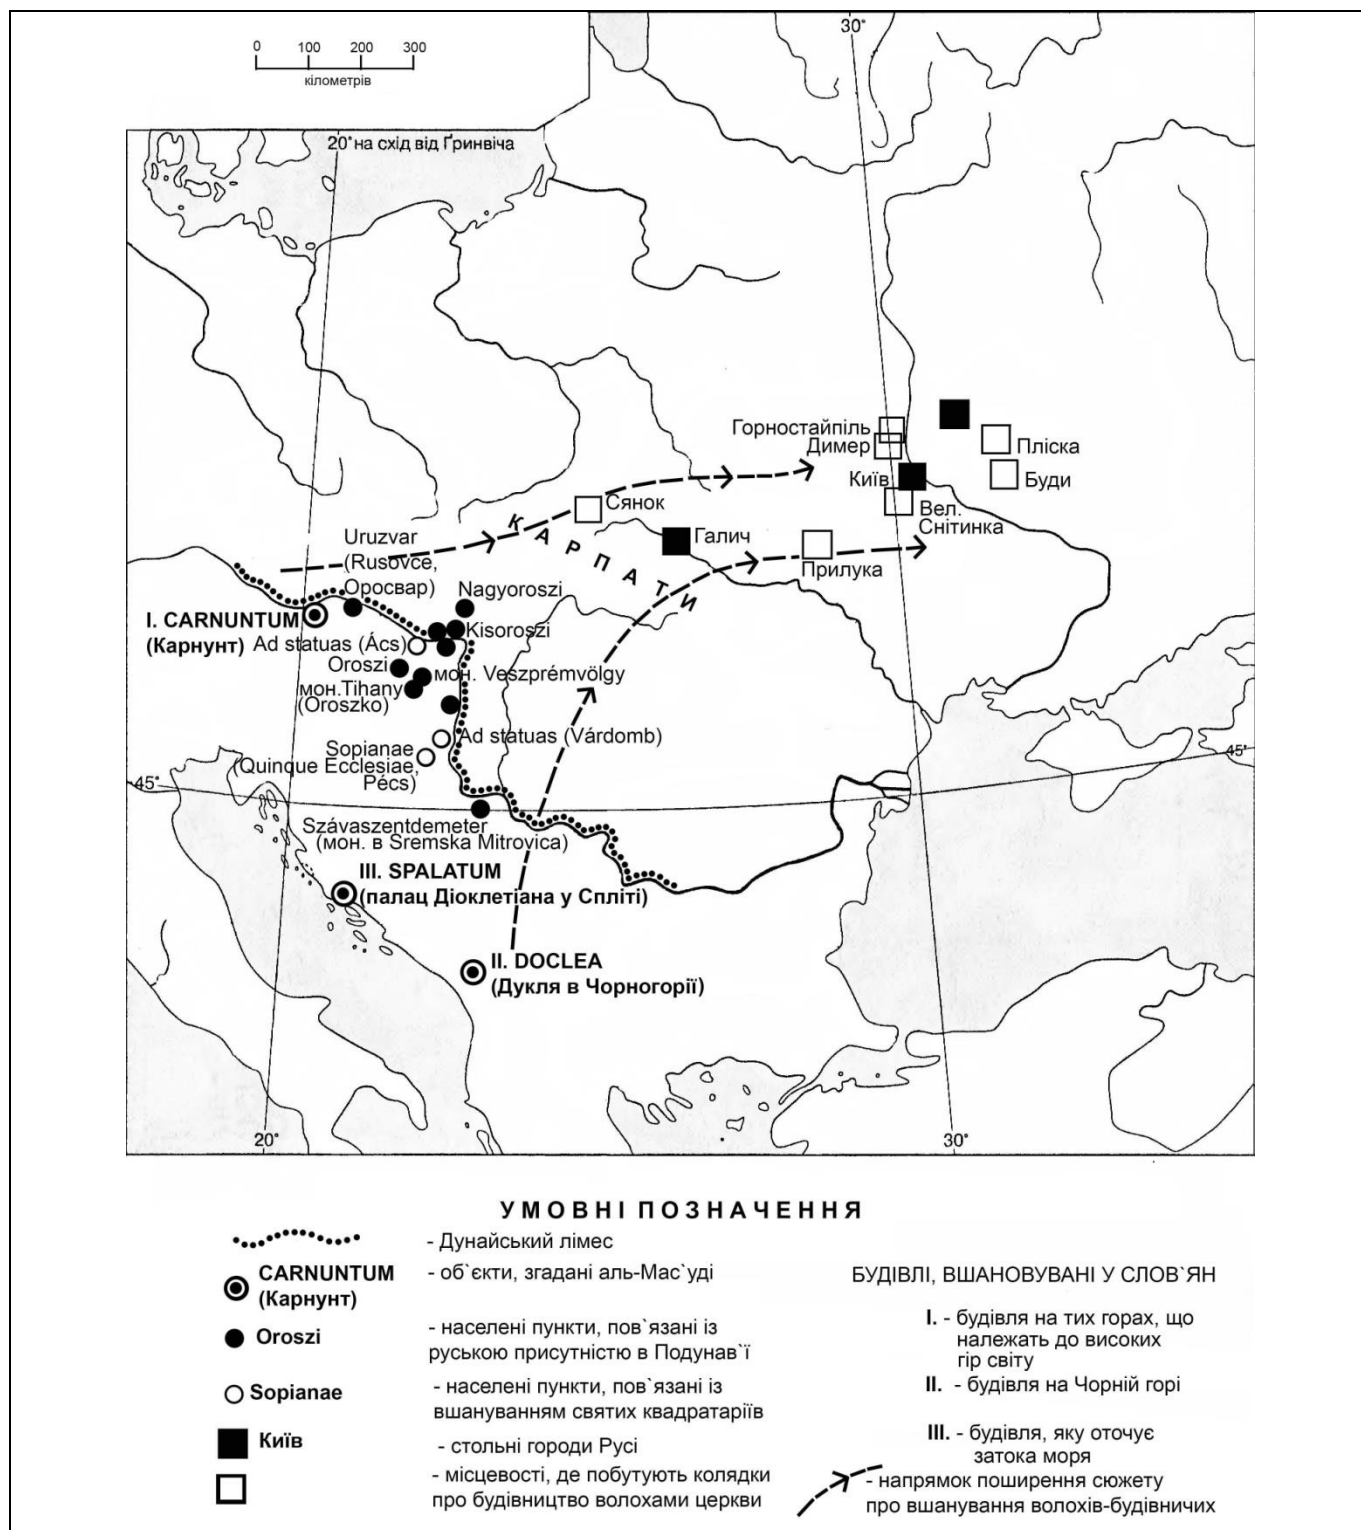 30°
0 100 200 300
кілометрів
20° на схід від Ґринвіча
Горностайпіль
Димер
Пліска
Київ
Буди
Вел.
Снітинка
Сянок
КАРПАТИ
Галич
Прилука
Uruzvar
(Rusovce,
Оросвар)
Nagyoroszi
I. CARNUNTUM
(Карнунт)
Kisoroszi
Ad statuas (Ács)
Oroszi
мон. Veszprémvölgy
мон.Tihany
(Oroszko)
Ad statuas (Várdomb)
Sopianae
(Quinque Ecclesiae,
Pécs)
45°
45°
Szávaszentdemeter
(мон. в Sremska Mitrovica)
III. SPALATUM
(палац Діоклетіана у Спліті)
II. DOCLEA
(Дукля в Чорногорії)
20°
30°
УМОВНІ ПОЗНАЧЕННЯ
- Дунайський лімес
CARNUNTUM
(Карнунт)
- об`єкти, згадані аль-Мас`уді
Oroszi
- населені пункти, пов`язані із
руською присутністю в Подунав`ї
Sopianae
- населені пункти, пов`язані із
вшануванням святих квадратаріїв
Київ
- стольні городи Русі
- місцевості, де побутують колядки
про будівництво волохами церкви
БУДІВЛІ, ВШАНОВУВАНІ У СЛОВ`ЯН
I. - будівля на тих горах, що
належать до високих
гір світу
II. - будівля на Чорній горі
III. - будівля, яку оточує
затока моря
- напрямок поширення сюжету
про вшанування волохів-будівничих